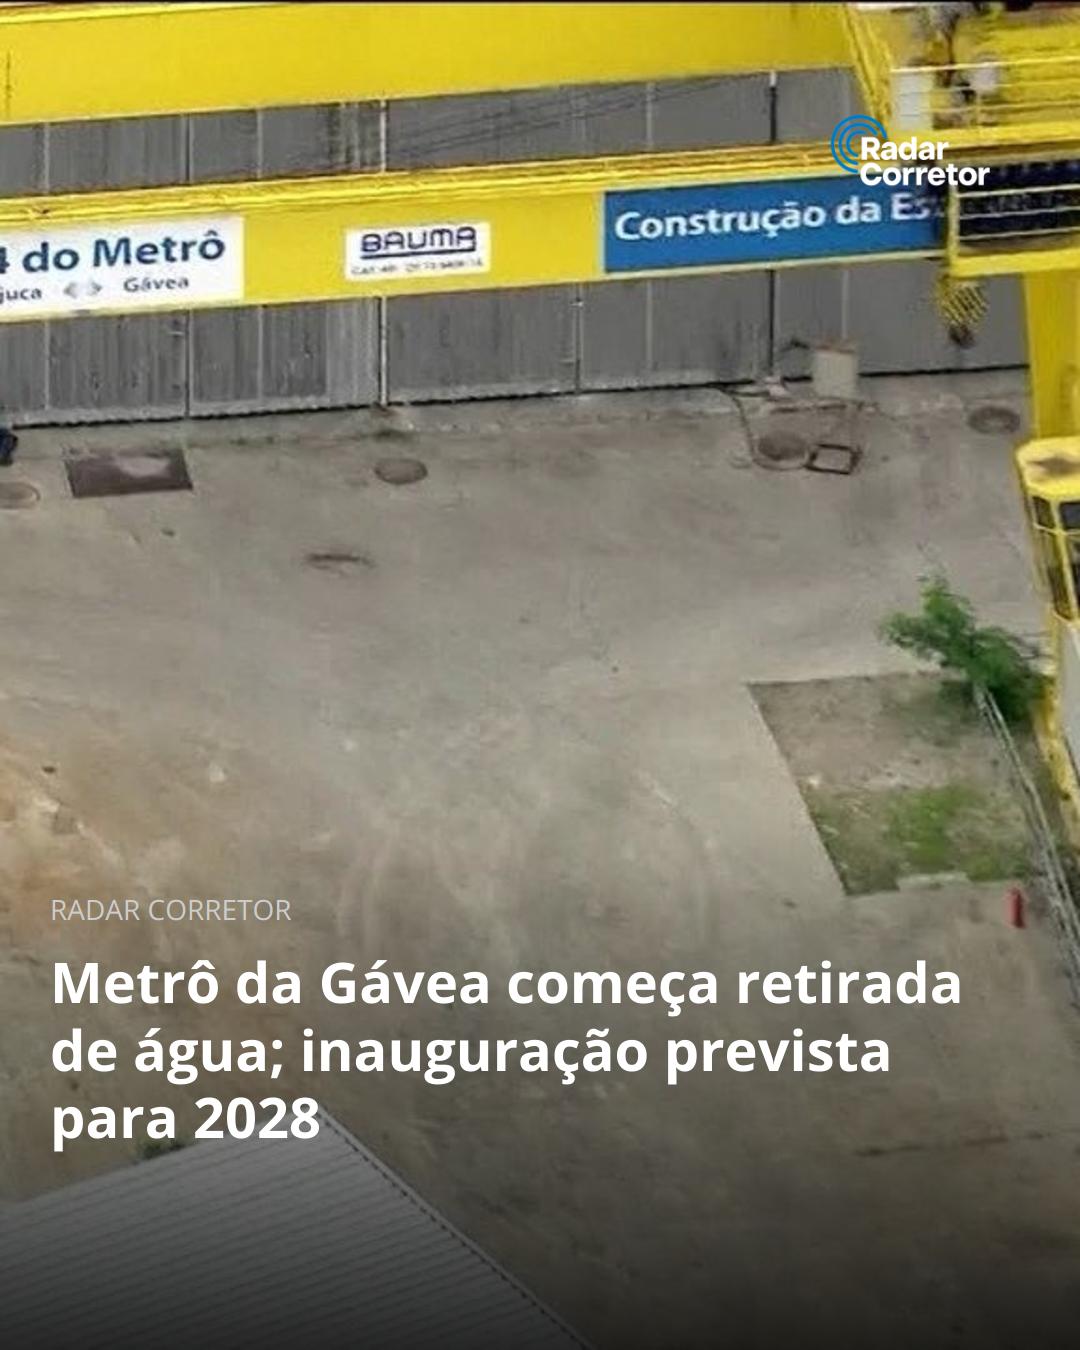 Radar
Corretor
4 do Metrô
BAUMA
Construção da Es
juca <> Gávea
RADAR CORRETOR
Metrô da Gávea começa retirada
de água; inauguração prevista
para 2028